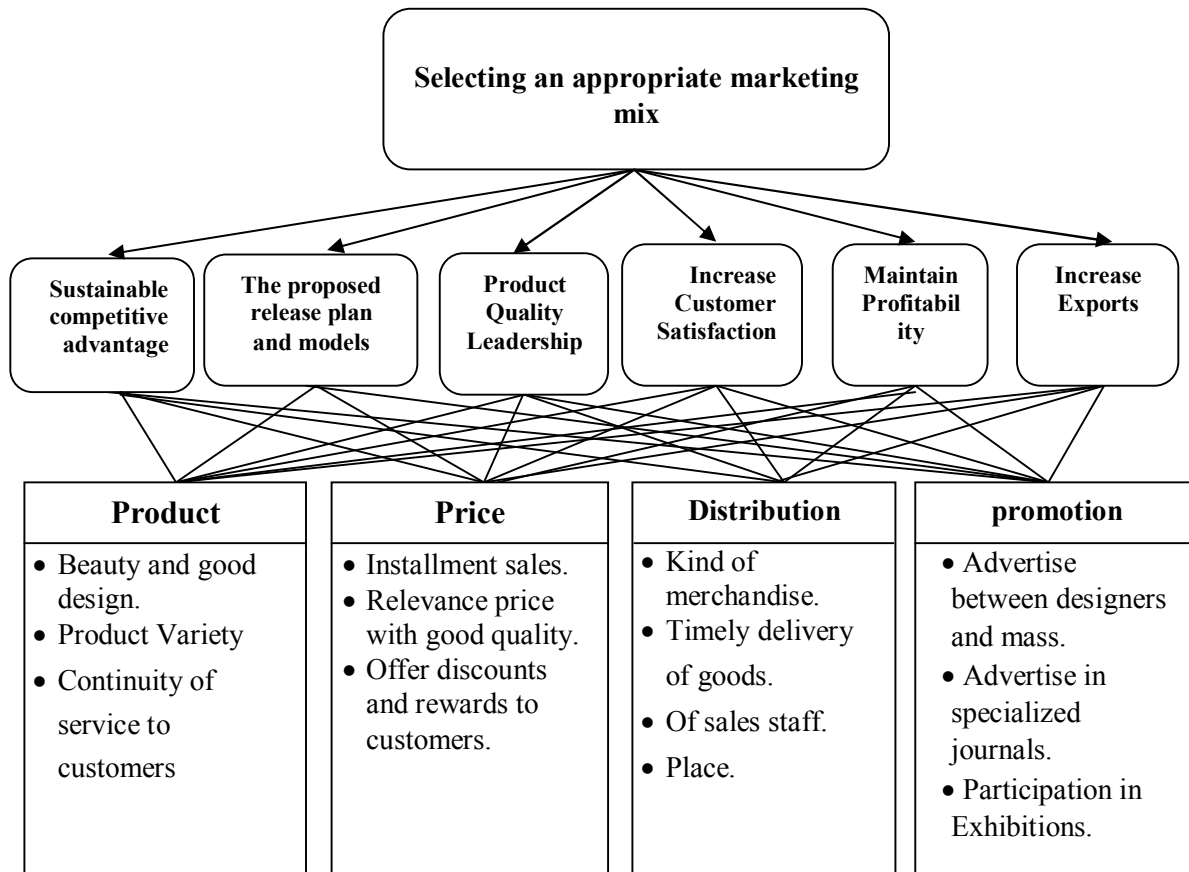 Selecting an appropriate marketing
mix
Sustainable
competitive
advantage
The proposed
release plan
and models
Product
Quality
Leadership
Increase
Customer
Satisfaction
Maintain
Profitabil
ity
Increase
Exports
Product
• Beauty and good
design.
• Product Variety
• Continuity of
service to
customers
Price
• Installment sales.
• Relevance price
with good quality.
• Offer discounts
and rewards to
customers.
Distribution
• Kind of
merchandise.
• Timely delivery
of goods.
• Of sales staff.
• Place.
promotion
• Advertise
between designers
and mass.
• Advertise in
specialized
journals.
• Participation in
Exhibitions.